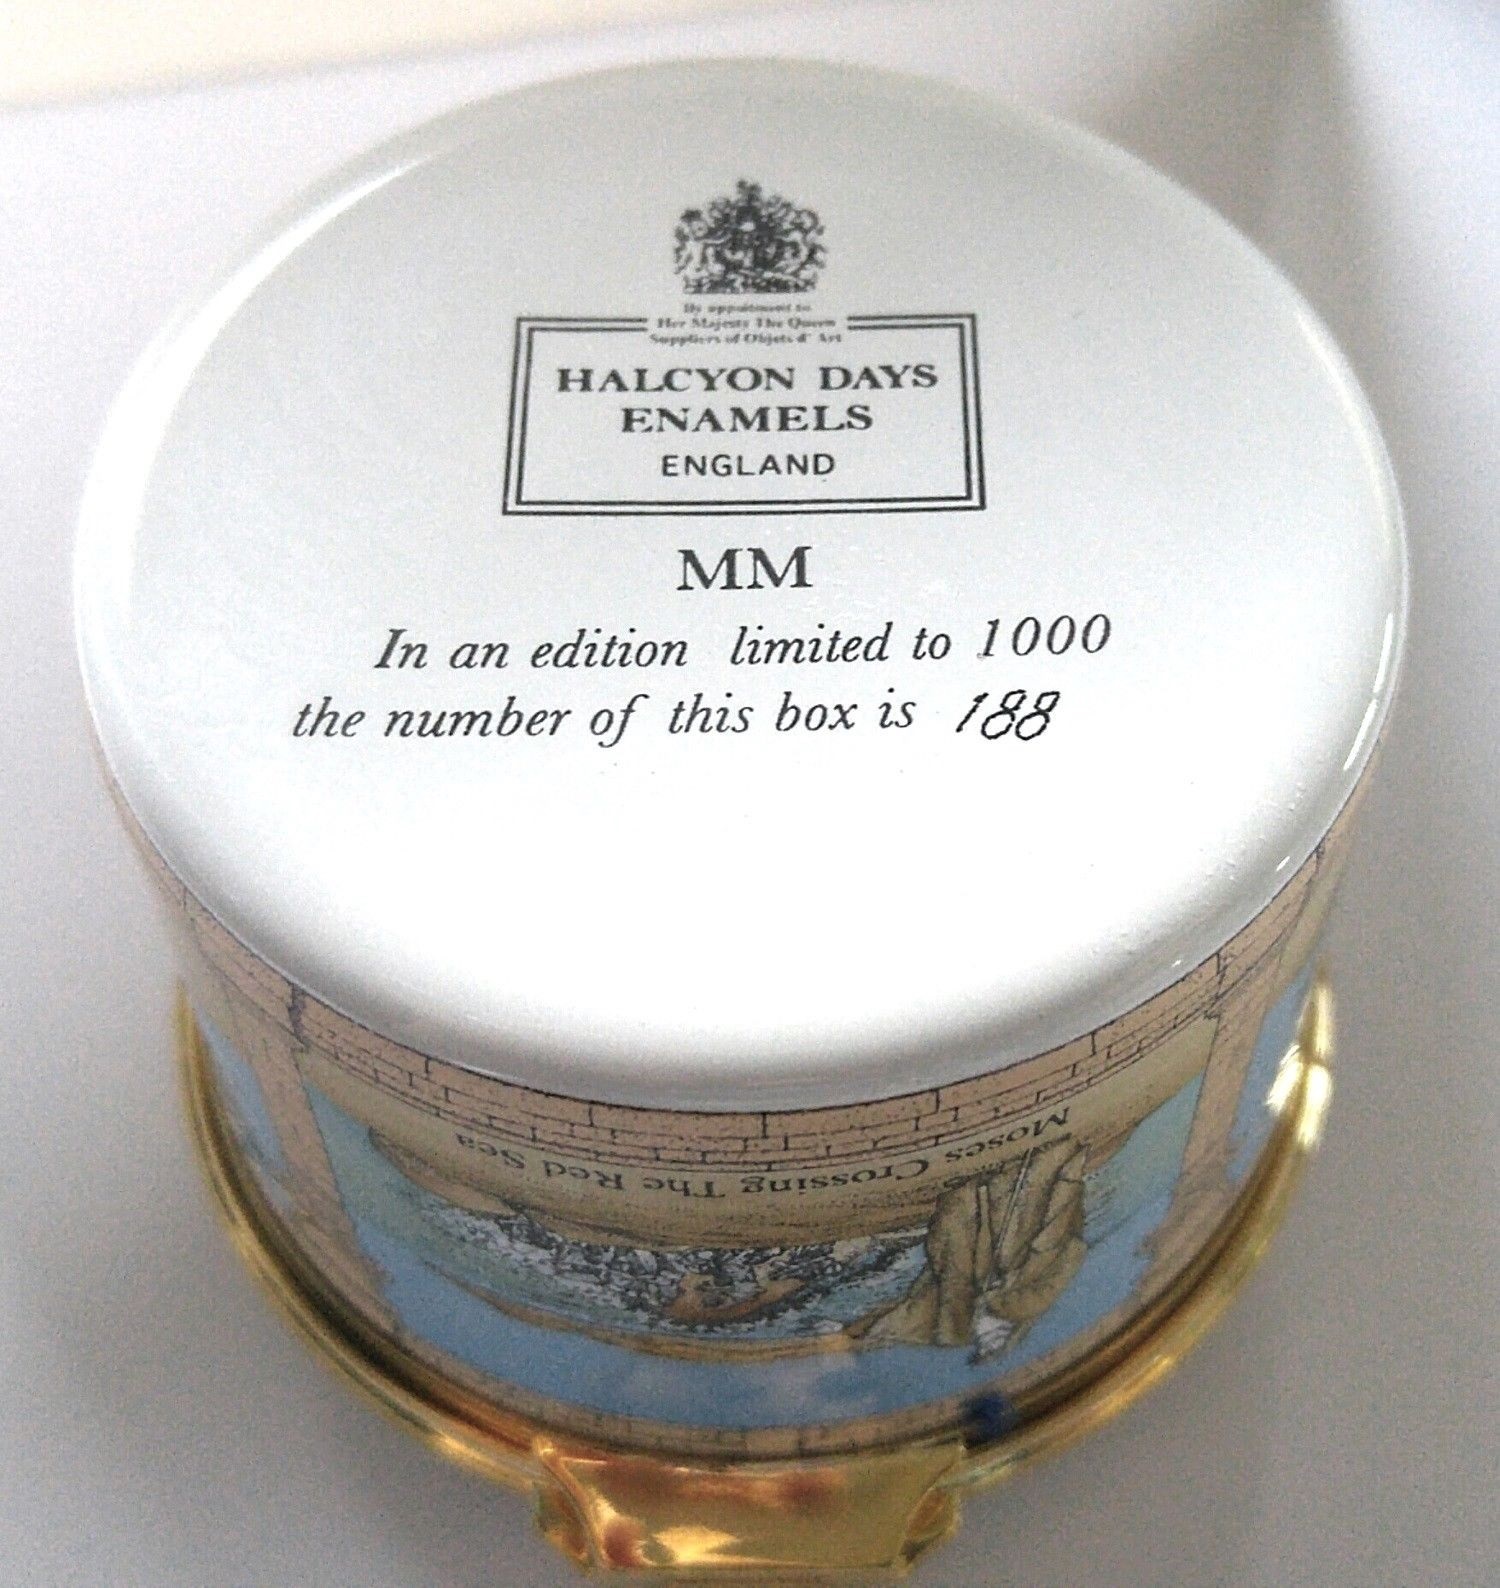 By appointment to
Her Majesty The Queen
Suppliers of Objets d' Art
HALCYON DAYS
ENAMELS
ENGLAND
MM
In an edition limited to 1000
the number of this box is 188
Moses Crossing The Red Sea